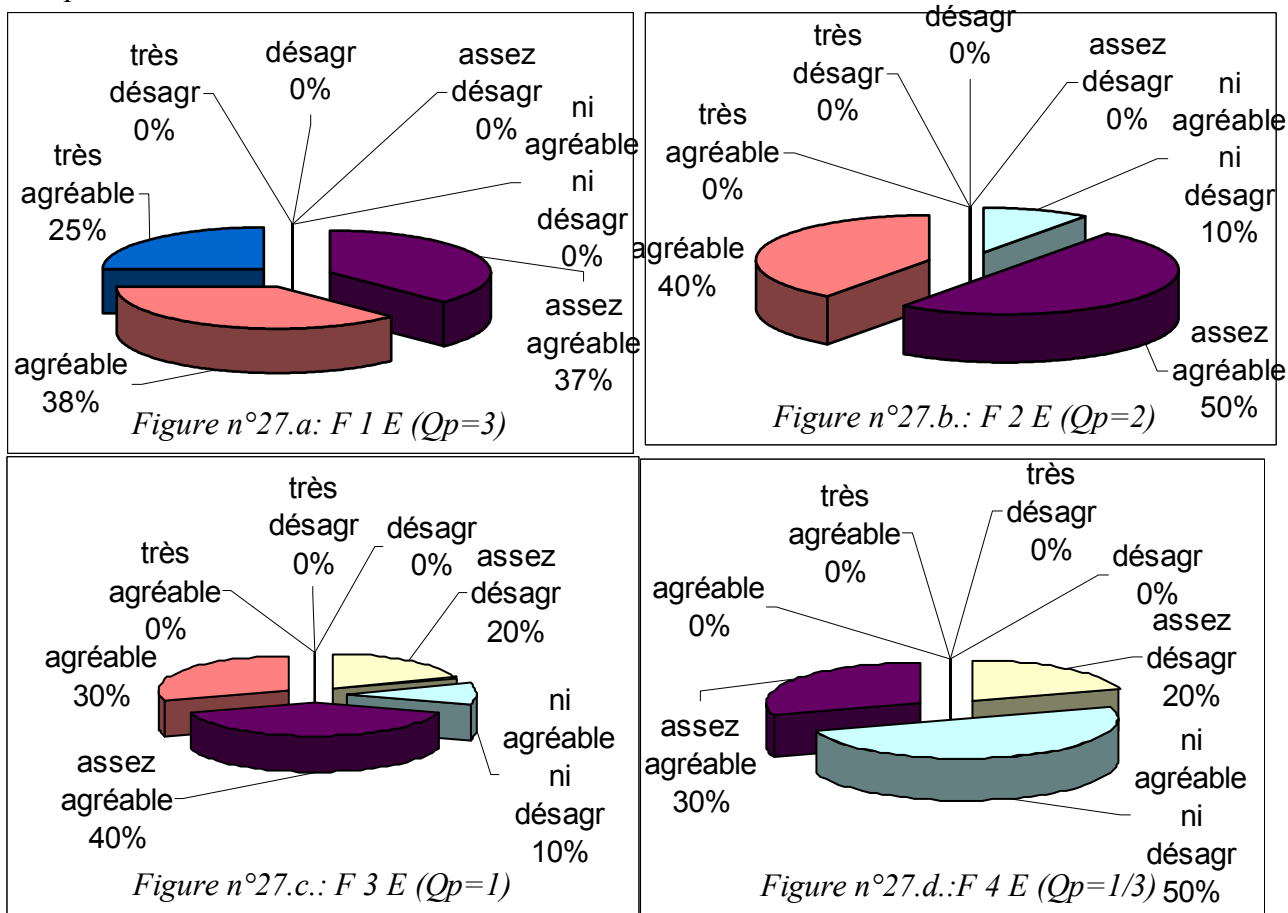 très
désagr
0%
désagr
0%
assez
désagr
0%
ni
agréable
ni
désagr
0%
très
agréable
25%
assez
agréable
37%
agréable
38%
Figure n°27.a: F 1 E (Qp=3)
désagr
0%
très
désagr
0%
assez
désagr
0%
très
agréable
0%
ni
agréable
ni
désagr
10%
agréable
40%
assez
agréable
50%
Figure n°27.b.: F 2 E (Qp=2)
très
désagr
0%
désagr
0%
très
agréable
0%
assez
désagr
20%
agréable
30%
ni
agréable
ni
désagr
10%
assez
agréable
40%
Figure n°27.c.: F 3 E (Qp=1)
très
agréable
0%
très
désagr
0%
agréable
0%
désagr
0%
assez
désagr
20%
assez
agréable
30%
ni
agréable
ni
désagr
50%
Figure n°27.d.:F 4 E (Qp=1/3)